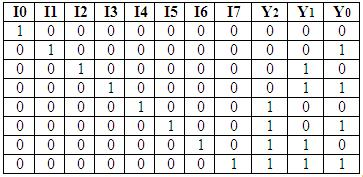 I0 I1 I2 I3 I4 I5 I6 I7 Y2 Y1 Y0
1 0 0 0 0 0 0 0 0 0 0
0 1 0 0 0 0 0 0 0 0 1
0 0 1 0 0 0 0 0 0 1 0
0 0 0 1 0 0 0 0 0 1 1
0 0 0 0 1 0 0 0 1 0 0
0 0 0 0 0 1 0 0 1 0 1
0 0 0 0 0 0 1 0 1 1 0
0 0 0 0 0 0 0 1 1 1 1